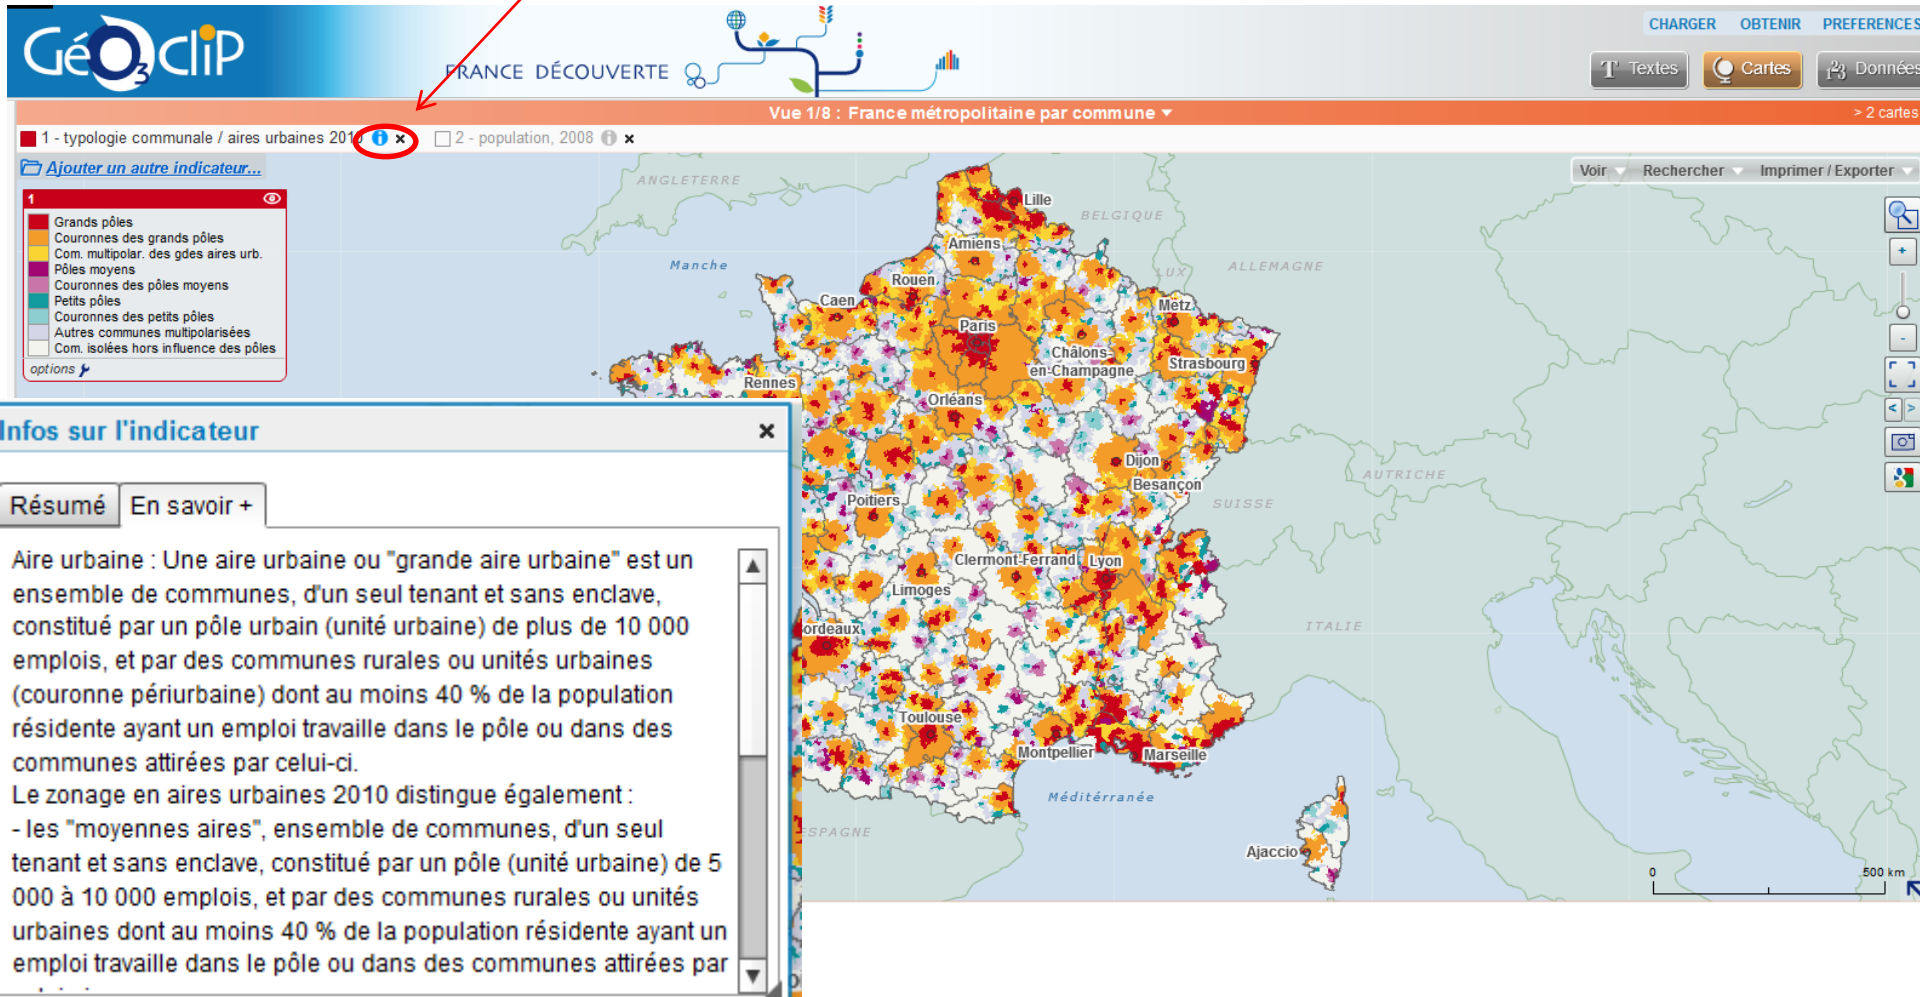 GéO3cliP
FRANCE DÉCOUVERTE
CHARGER OBTENIR PREFERENCES
T Textes
Cartes
123 Données
Vue 1/8 : France métropolitaine par commune
> 2 cartes
1 - typologie communale / aires urbaines 2010 i x
2 - population, 2008 i x
Ajouter un autre indicateur...
Voir Rechercher Imprimer / Exporter
1
Grands pôles
Couronnes des grands pôles
Com. multipolar. des gdes aires urb.
Pôles moyens
Couronnes des pôles moyens
Petits pôles
Couronnes des petits pôles
Autres communes multipolarisées
Com. isolées hors influence des pôles
options
ANGLETERRE
Lille
BELGIQUE
Amiens
Manche
LUX
ALLEMAGNE
Rouen
Caen
Metz
Paris
Châlons-
en-Champagne
Strasbourg
Rennes
Orléans
Dijon
Besançon
AUTRICHE
Poitiers
SUISSE
Clermont-Ferrand
Lyon
Limoges
ordeaux
ITALIE
Toulouse
Montpellier
Marseille
Méditérranée
ESPAGNE
Ajaccio
0
500 km
+
-
< >
Infos sur l'indicateur x
Résumé En savoir +
Aire urbaine : Une aire urbaine ou "grande aire urbaine" est un
ensemble de communes, d'un seul tenant et sans enclave,
constitué par un pôle urbain (unité urbaine) de plus de 10 000
emplois, et par des communes rurales ou unités urbaines
(couronne périurbaine) dont au moins 40 % de la population
résidente ayant un emploi travaille dans le pôle ou dans des
communes attirées par celui-ci.
Le zonage en aires urbaines 2010 distingue également :
- les "moyennes aires", ensemble de communes, d'un seul
tenant et sans enclave, constitué par un pôle (unité urbaine) de 5
000 à 10 000 emplois, et par des communes rurales ou unités
urbaines dont au moins 40 % de la population résidente ayant un
emploi travaille dans le pôle ou dans des communes attirées par